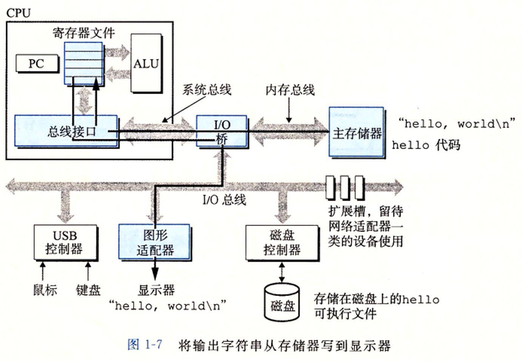 CPU
寄存器文件
PC
ALU
系统总线
内存总线
总线接口
I/O
桥
主存储器
“hello, world\n”
hello 代码
I/O 总线
扩展槽，留待
网络适配器一
类的设备使用
USB
控制器
图形
适配器
磁盘
控制器
鼠标
键盘
显示器
“hello, world\n”
磁盘
存储在磁盘上的hello
可执行文件
图 1-7 将输出字符串从存储器写到显示器